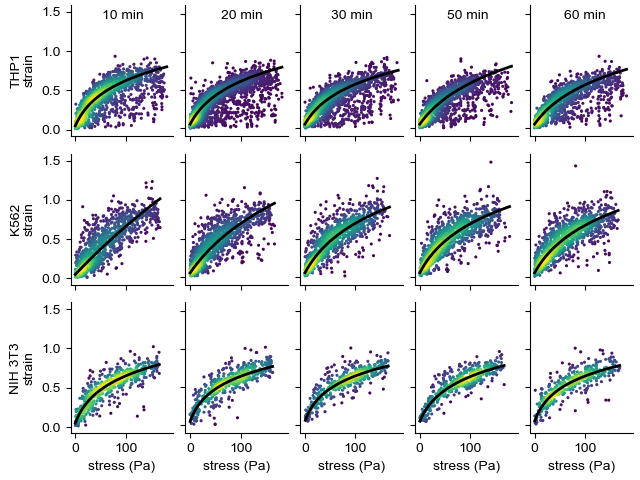 10 min 20 min 30 min 50 min 60 min
THP1
strain
1.5
1.0
0.5
0.0
K562
strain
1.5
1.0
0.5
0.0
NIH 3T3
strain
1.5
1.0
0.5
0.0
0 100 0 100 0 100 0 100 0 100
stress (Pa) stress (Pa) stress (Pa) stress (Pa) stress (Pa)